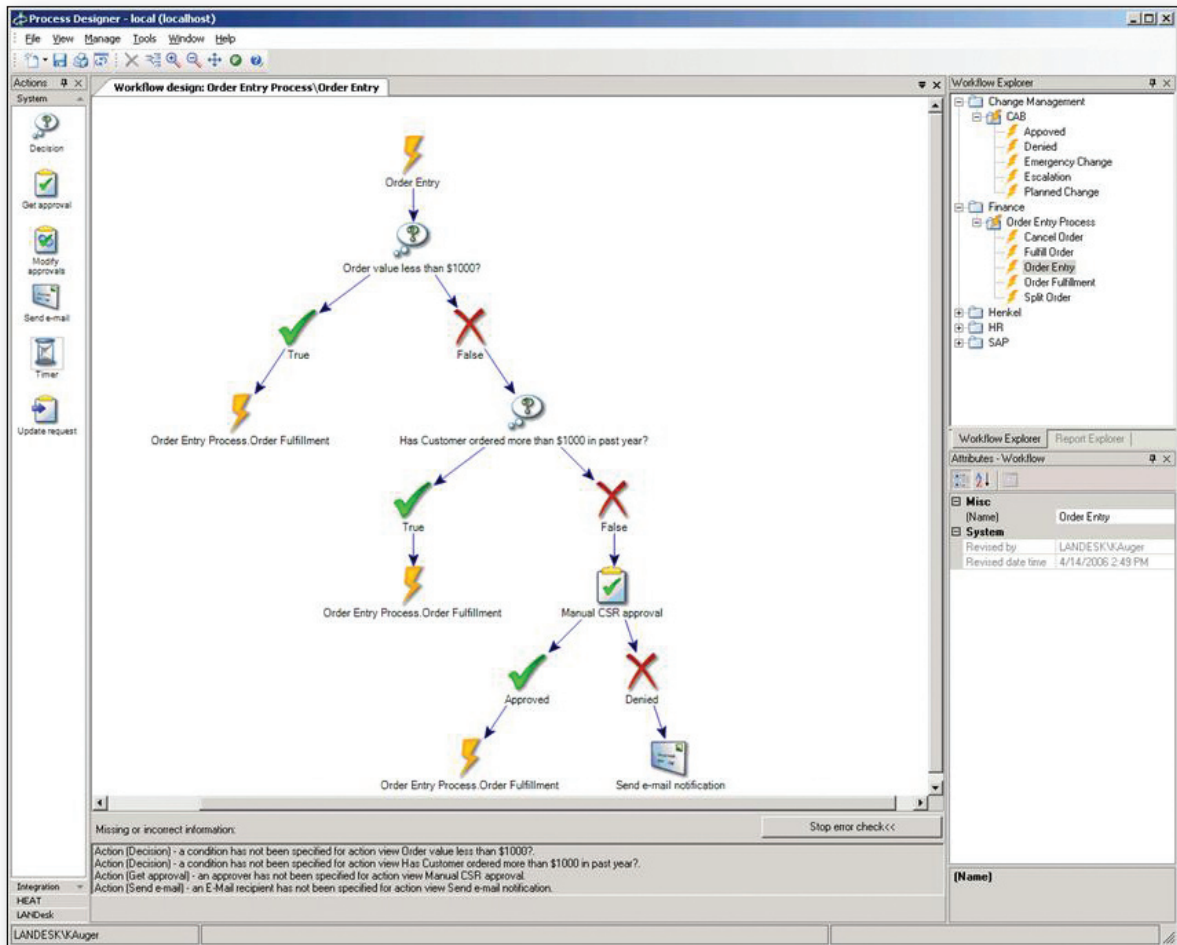 Process Designer - local (localhost)
File View Manage Tools Window Help
Actions
System
Decision
Get approval
Modify
approvals
Send e-mail
Timer
Update request
Integration
HEAT
LANDesk
Workflow design: Order Entry Process\Order Entry
Order Entry
Order value less than $1000?
True
False
Order Entry Process.Order Fulfillment
Has Customer ordered more than $1000 in past year?
True
False
Order Entry Process.Order Fulfillment
Manual CSR approval
Approved
Denied
Order Entry Process.Order Fulfillment
Send e-mail notification
Missing or incorrect information:
Stop error check<<
Action (Decision) - a condition has not been specified for action view Order value less than $1000?.
Action (Decision) - a condition has not been specified for action view Has Customer ordered more than $1000 in past year?.
Action (Get approval) - an approver has not been specified for action view Manual CSR approval.
Action (Send e-mail) - an E-Mail recipient has not been specified for action view Send e-mail notification.
Workflow Explorer
Change Management
CAB
Appoved
Denied
Emergency Change
Escalation
Planned Change
Finance
Order Entry Process
Cancel Order
Fulfill Order
Order Entry
Order Fulfillment
Split Order
Henkel
HR
SAP
Workflow Explorer Report Explorer
Attributes - Workflow
Misc
(Name) Order Entry
System
Revised by LANDESK\KAuger
Revised date time 4/14/2006 2:49 PM
(Name)
LANDESK\KAuger